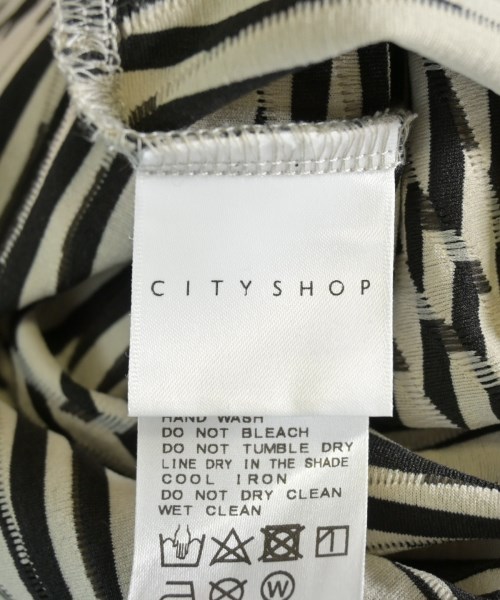 CITYSHOP
HAND WASH
DO NOT BLEACH
DO NOT TUMBLE DRY
LINE DRY IN THE SHADE
COOL IRON
DO NOT DRY CLEAN
WET CLEAN
W